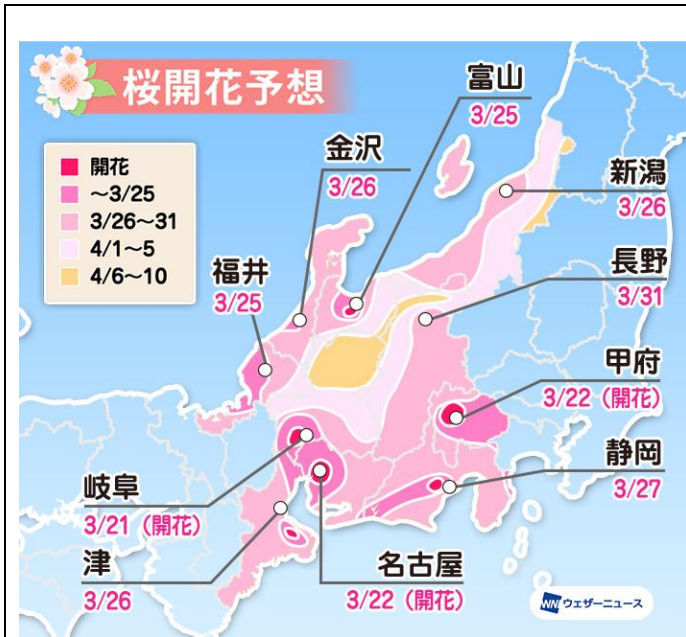 桜開花予想
開花
～3/25
3/26～31
4/1～5
4/6～10
富山
3/25
金沢
3/26
新潟
3/26
福井
3/25
長野
3/31
甲府
3/22（開花）
静岡
3/27
岐阜
3/21（開花）
津
3/26
名古屋
3/22（開花）
WNI ウェザーニュース